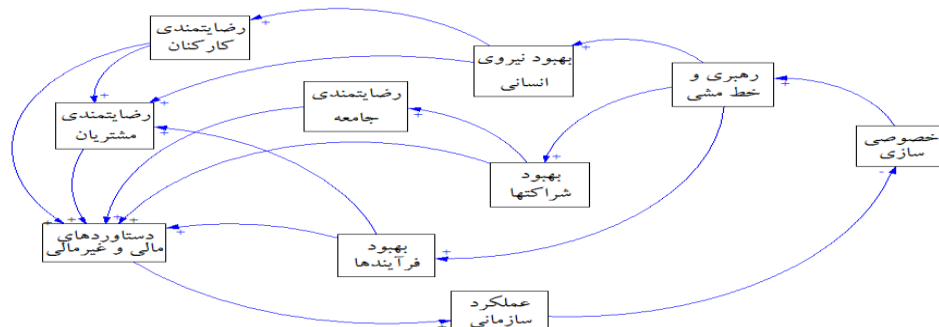 رضایتمندی
کارکنان
بهبود نیروی
انسانی
رهبری و
خط مشی
رضایتمندی
جامعه
رضایتمندی
مشتریان
خصوصی
سازی
بهبود
شراکتها
دستاوردهای
مالی و غیرمالی
بهبود
فرآیندها
عملکرد
سازمانی